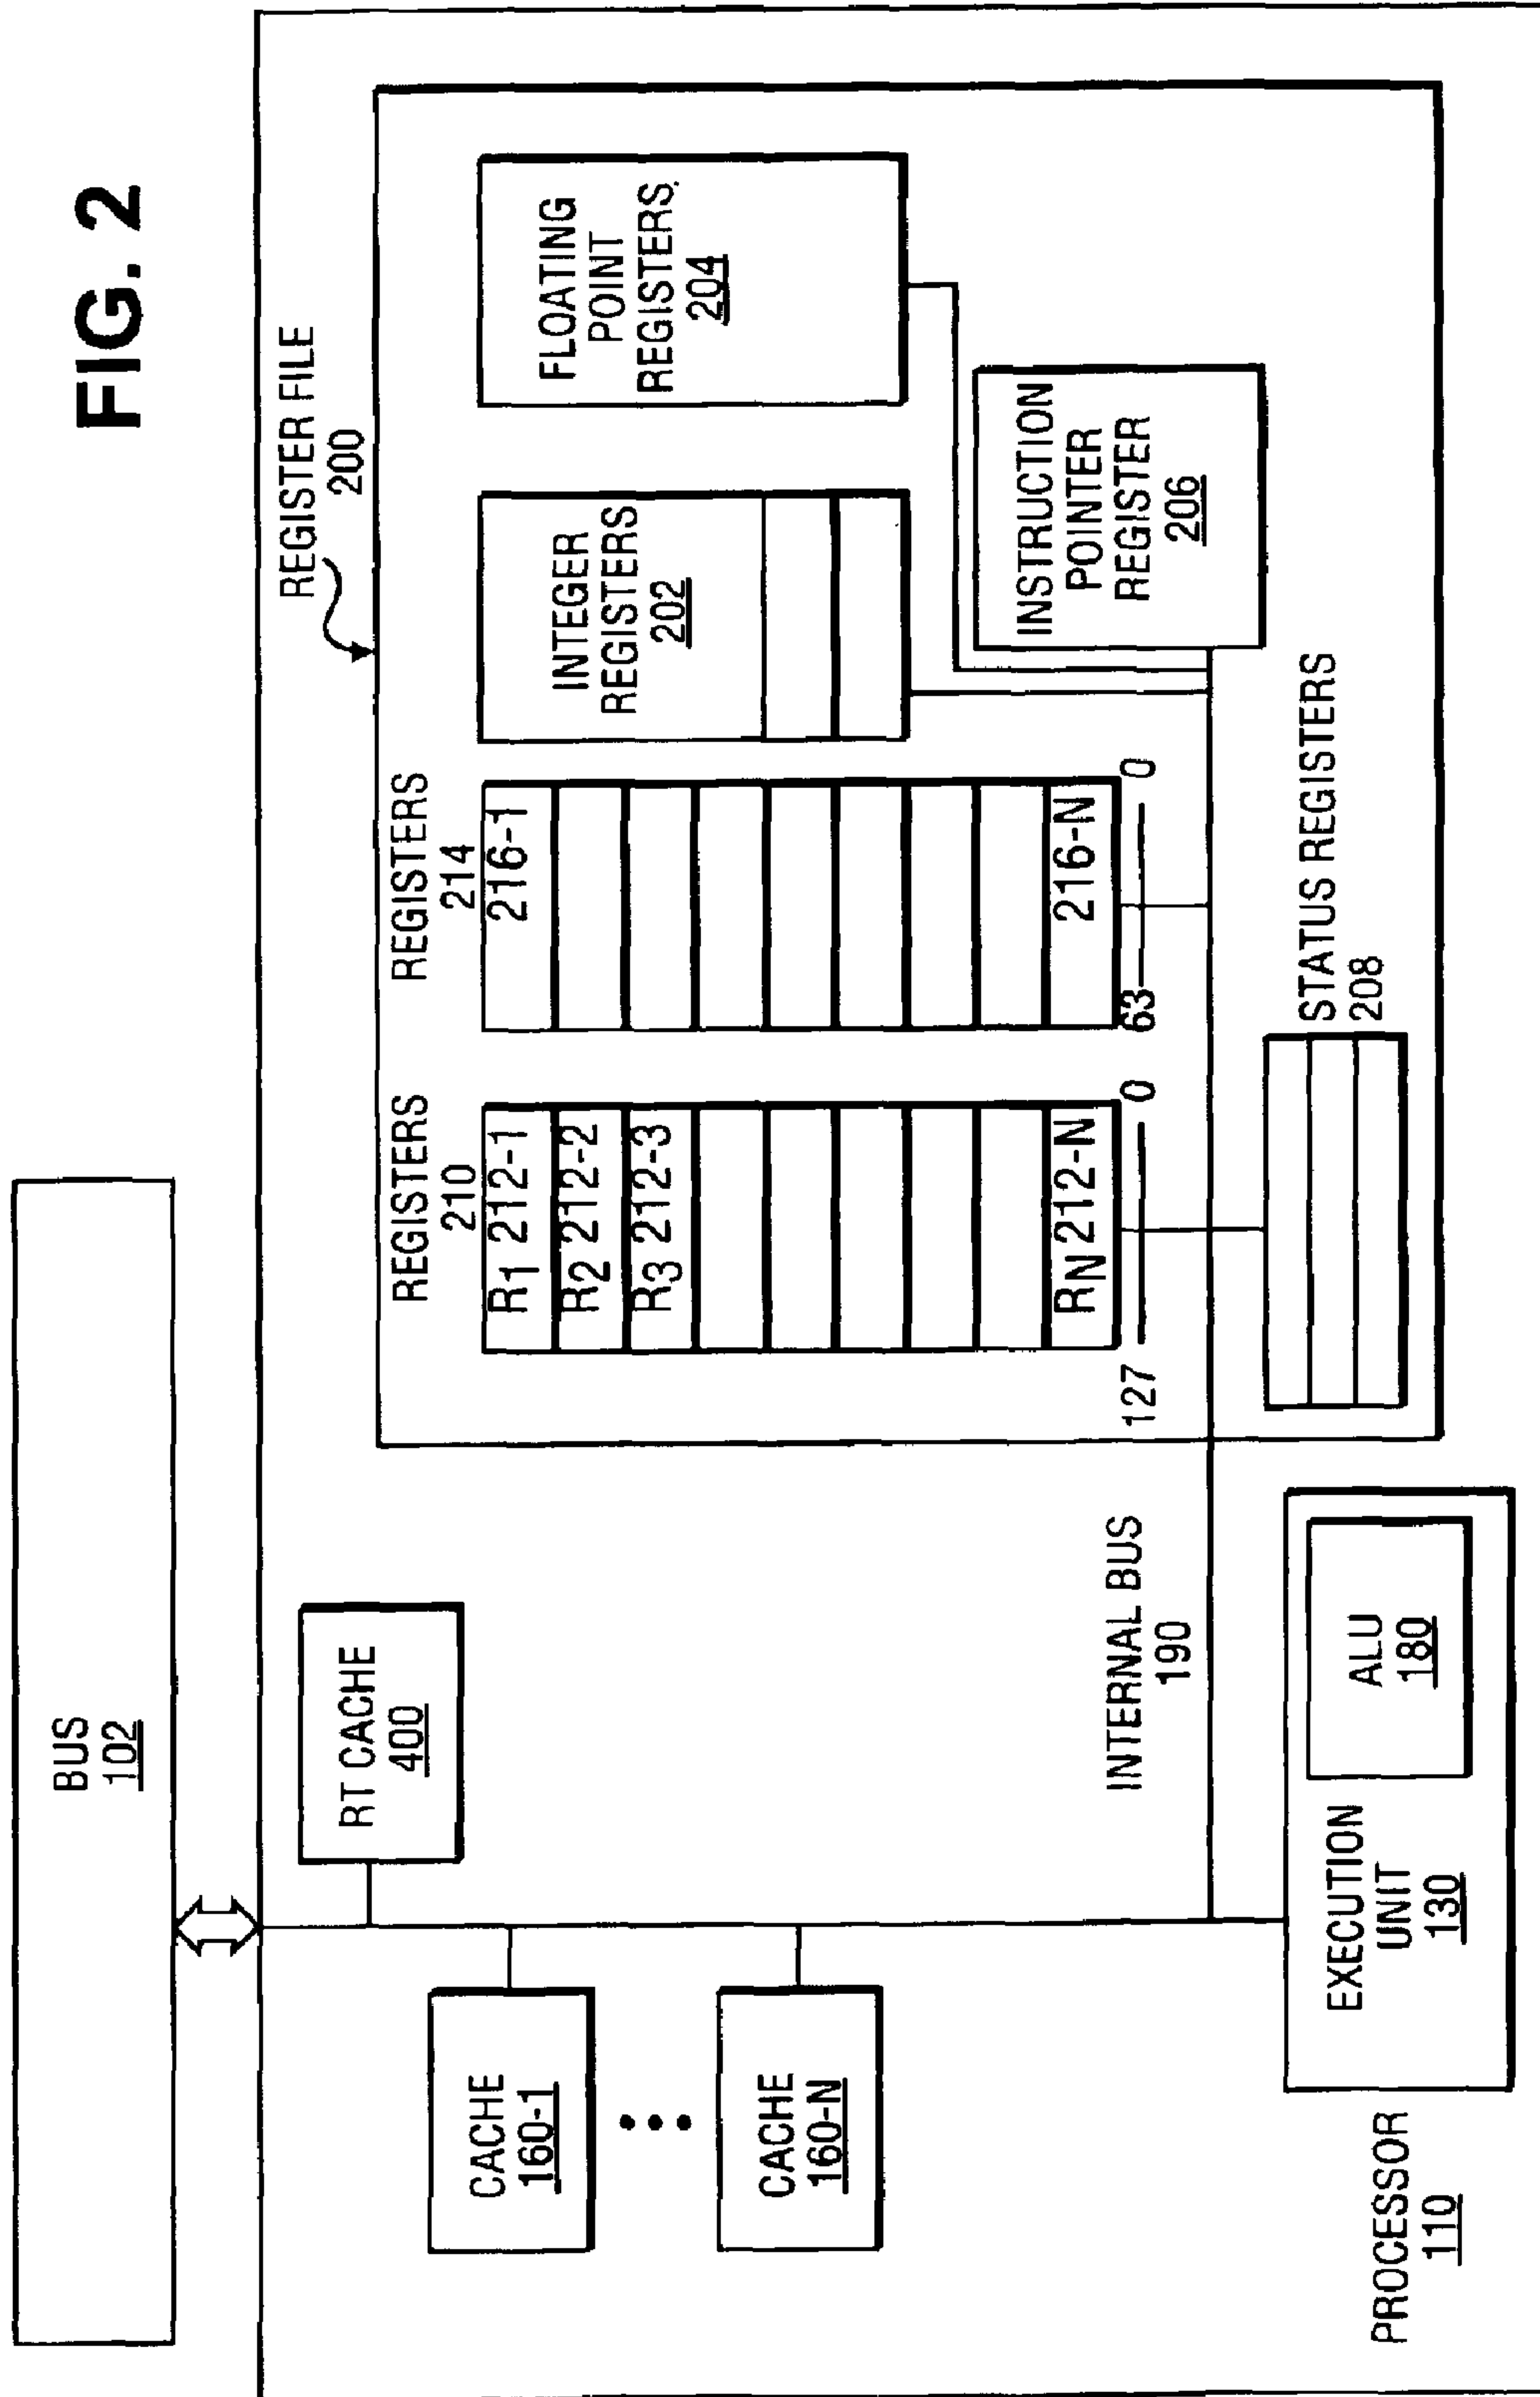 FIG. 2
BUS
102
REGISTER FILE
200
RT CACHE
400
CACHE
160-1
CACHE
160-N
REGISTERS
210
R1 212-1
R2 212-2
R3 212-3
RN 212-N
127
0
REGISTERS
214
216-1
216-N
63
0
INTEGER
REGISTERS
202
FLOATING
POINT
REGISTERS
204
INSTRUCTION
POINTER
REGISTER
206
INTERNAL BUS
190
STATUS REGISTERS
208
EXECUTION
UNIT
130
ALU
180
PROCESSOR
110